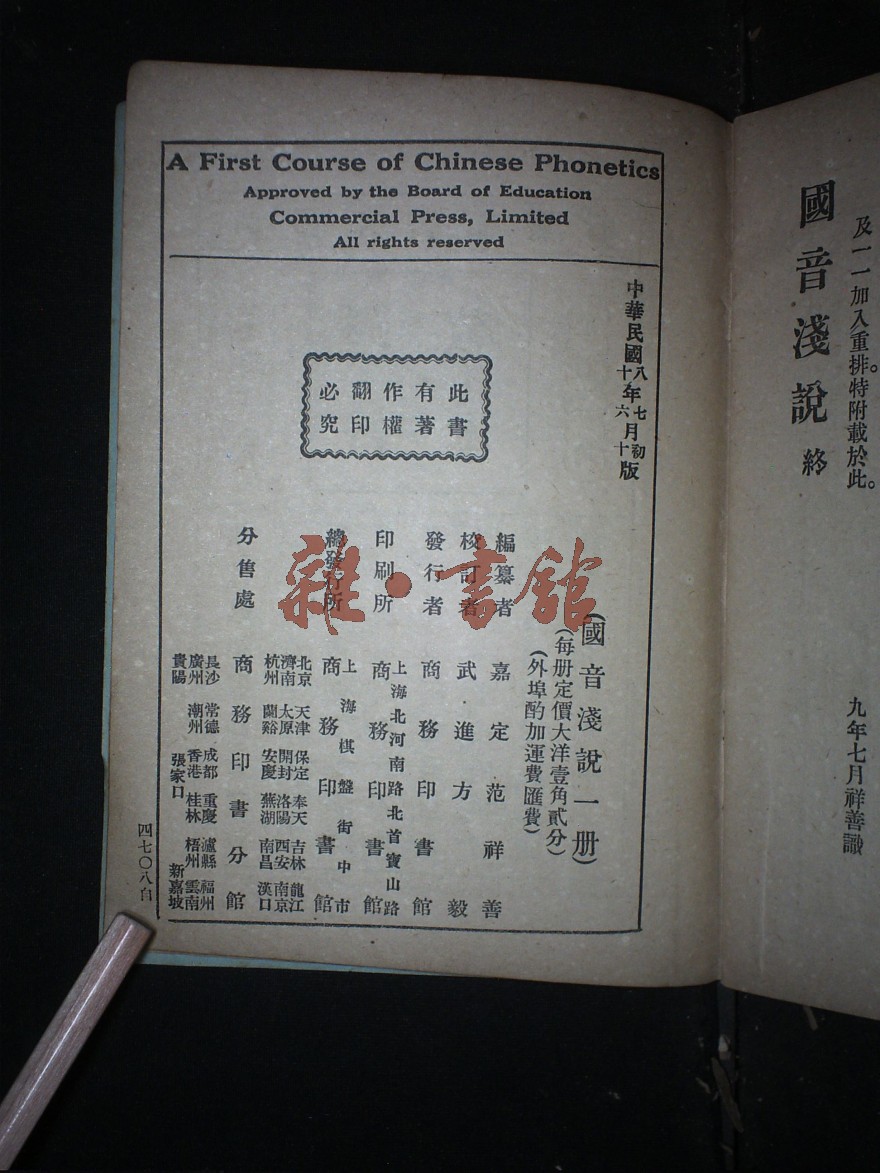 及一一加入重排。特附載於此。
九年七月祥善識
國音淺說 終
A First Course of Chinese Phonetics
Approved by the Board of Education
Commercial Press, Limited
All rights reserved
中華民國八年七月初版
十年六月十版
此書
有著
作權
翻印
必究
(國音淺說一册)
(每册定價大洋壹角貳分)
(外埠酌加運費匯費)
編纂者 嘉定范祥善
校訂者 武進方毅
發行者 商務印書館
印刷所 上海北河南路北首寶山路
商務印書館
總發行所 上海棋盤街中市
商務印書館
分售處 商務印書分館
北京 天津 保定 奉天 吉林 龍江
濟南 太原 開封 洛陽 西安 南京
杭州 蘭谿 安慶 蕪湖 南昌 漢口
長沙 常德 成都 重慶 瀘縣 福州
廣州 潮州 香港 桂林 梧州 雲南
貴陽 張家口 新嘉坡
四七〇八自
雜·書館